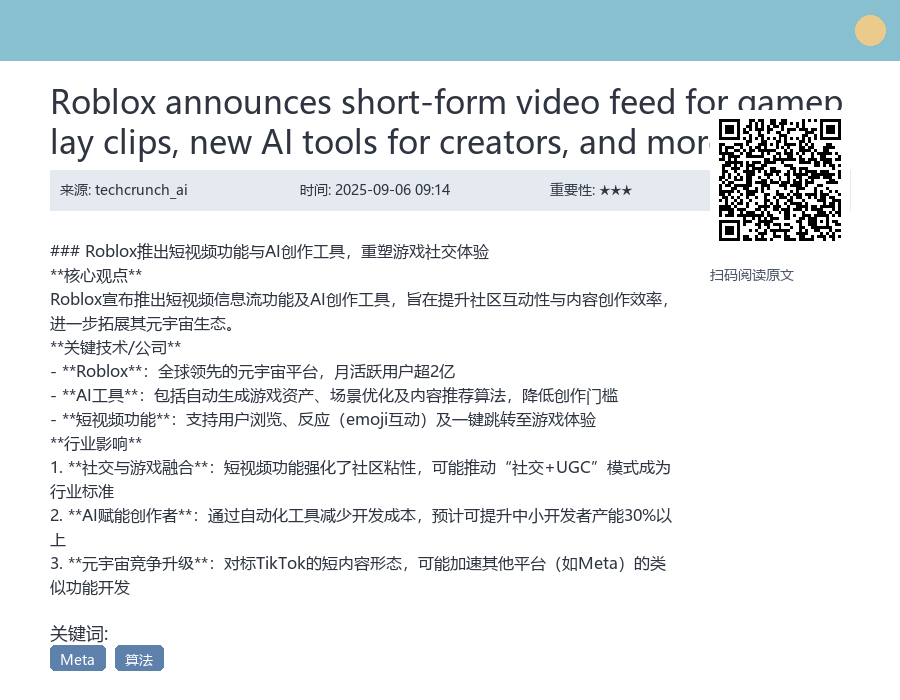 Roblox announces short-form video feed for gamep
lay clips, new AI tools for creators, and more
来源: techcrunch_ai
时间: 2025-09-06 09:14
重要性: ★★★
扫码阅读原文
### Roblox推出短视频功能与AI创作工具，重塑游戏社交体验
**核心观点**
Roblox宣布推出短视频信息流功能及AI创作工具，旨在提升社区互动性与内容创作效率，
进一步拓展其元宇宙生态。
**关键技术/公司**
- **Roblox**：全球领先的元宇宙平台，月活跃用户超2亿
- **AI工具**：包括自动生成游戏资产、场景优化及内容推荐算法，降低创作门槛
- **短视频功能**：支持用户浏览、反应（emoji互动）及一键跳转至游戏体验
**行业影响**
1. **社交与游戏融合**：短视频功能强化了社区粘性，可能推动“社交+UGC”模式成为
行业标准
2. **AI赋能创作者**：通过自动化工具减少开发成本，预计可提升中小开发者产能30%以
上
3. **元宇宙竞争升级**：对标TikTok的短内容形态，可能加速其他平台（如Meta）的类
似功能开发
关键词:
Meta
算法